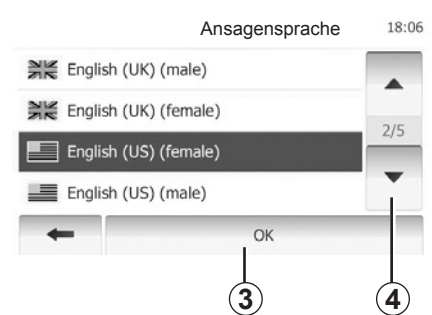 Ansagensprache 18:06
English (UK) (male)
English (UK) (female)
2/5
English (US) (female)
English (US) (male)
OK
3 4